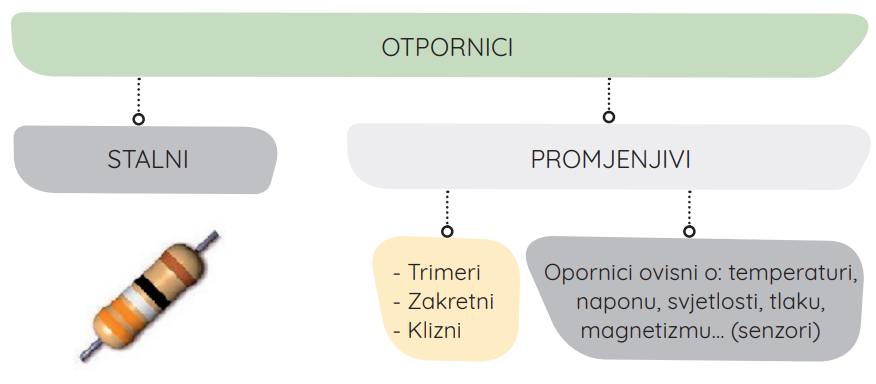 OTPORNICI
STALNI
PROMJENJIVI
- Trimeri
- Zakretni
- Klizni
Opornici ovisni o: temperaturi,
naponu, svjetlosti, tlaku,
magnetizmu... (senzori)